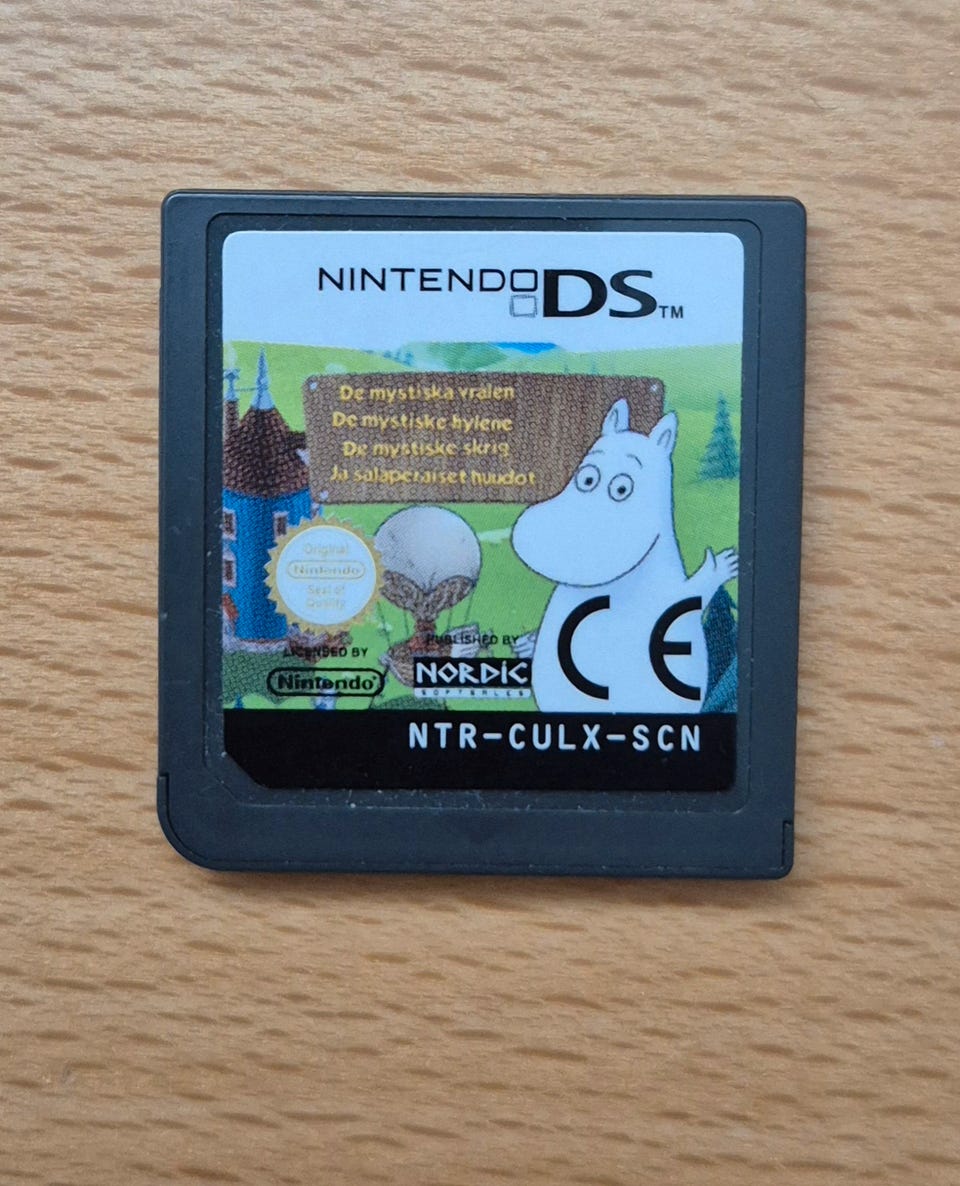 NINTENDO DS TM
De mystiska vrålen
De mystiske hylene
De mystiske skrig
Ja salaperäiset huudot
Original
Nintendo
Seal of
Quality
LICENSED BY
Nintendo
PUBLISHED BY
NORDIC
SOFTSALES
CE
NTR-CULX-SCN